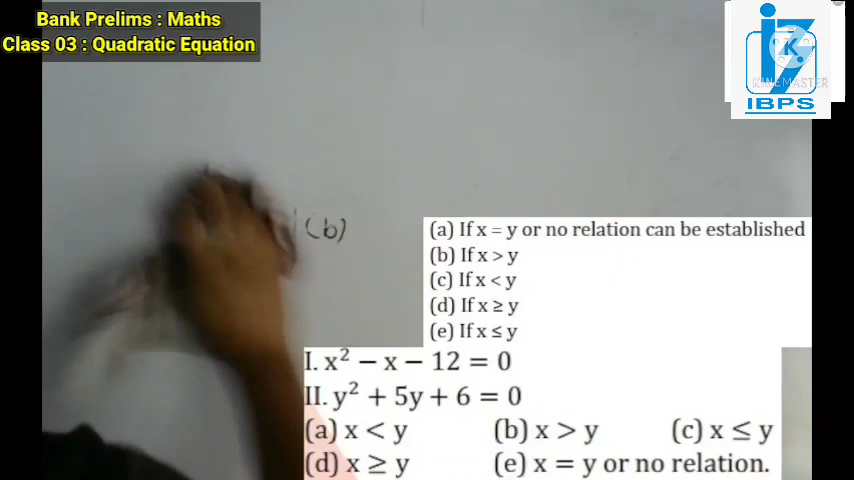 Bank Prelims : Maths
Class 03 : Quadratic Equation
K
KINEMASTER
IBPS
(b)
(a) If x = y or no relation can be established
(b) If x > y
(c) If x < y
(d) If x ≥ y
(e) If x ≤ y
I. x² − x − 12 = 0
II. y² + 5y + 6 = 0
(a) x < y (b) x > y (c) x ≤ y
(d) x ≥ y (e) x = y or no relation.